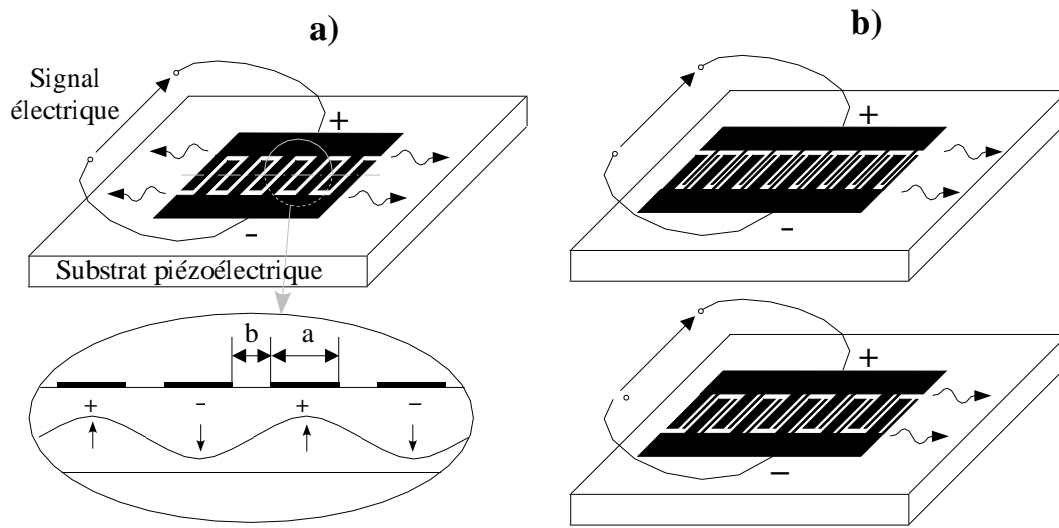 a)
Signal
électrique
+
-
Substrat piézoélectrique
b
a
+
-
+
-
b)
+
-
+
-